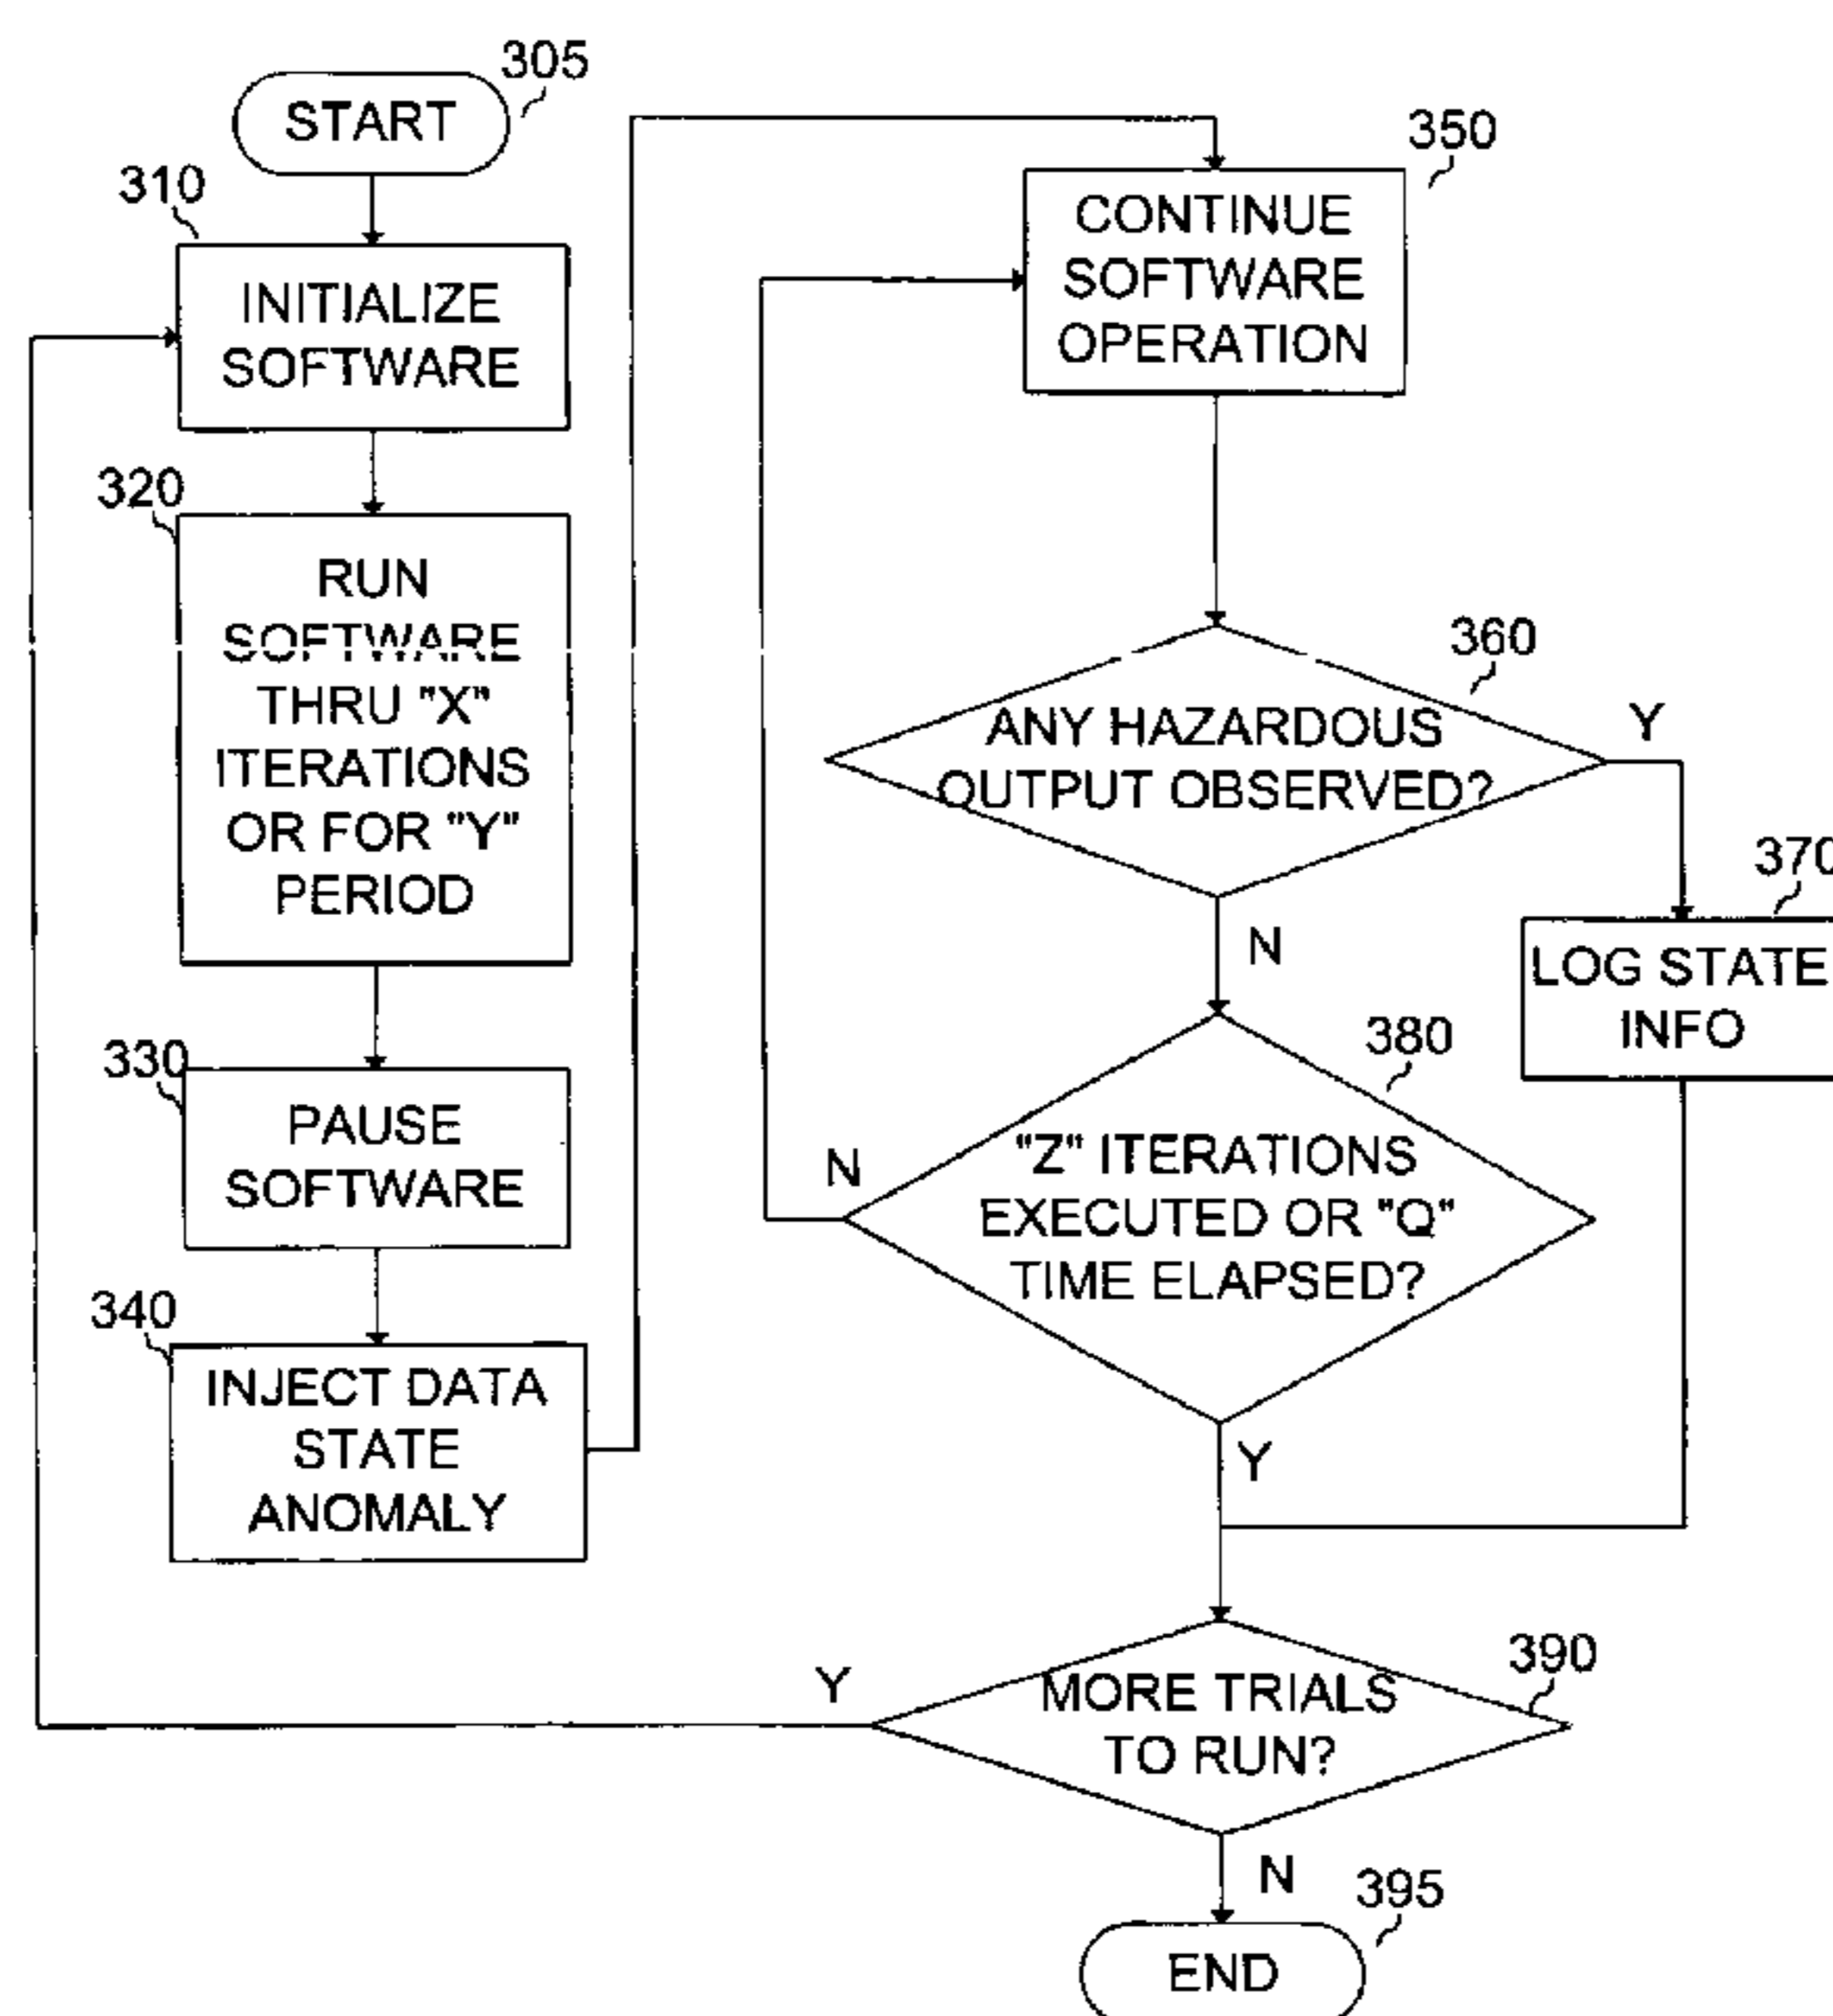 305
START
310
INITIALIZE
SOFTWARE
320
RUN
SOFTWARE
THRU "X"
ITERATIONS
OR FOR "Y"
PERIOD
330
PAUSE
SOFTWARE
340
INJECT DATA
STATE
ANOMALY
350
CONTINUE
SOFTWARE
OPERATION
360
ANY HAZARDOUS
OUTPUT OBSERVED?
Y
N
370
LOG STATE
INFO
380
"Z" ITERATIONS
EXECUTED OR "Q"
TIME ELAPSED?
N
Y
390
MORE TRIALS
TO RUN?
Y
N
395
END